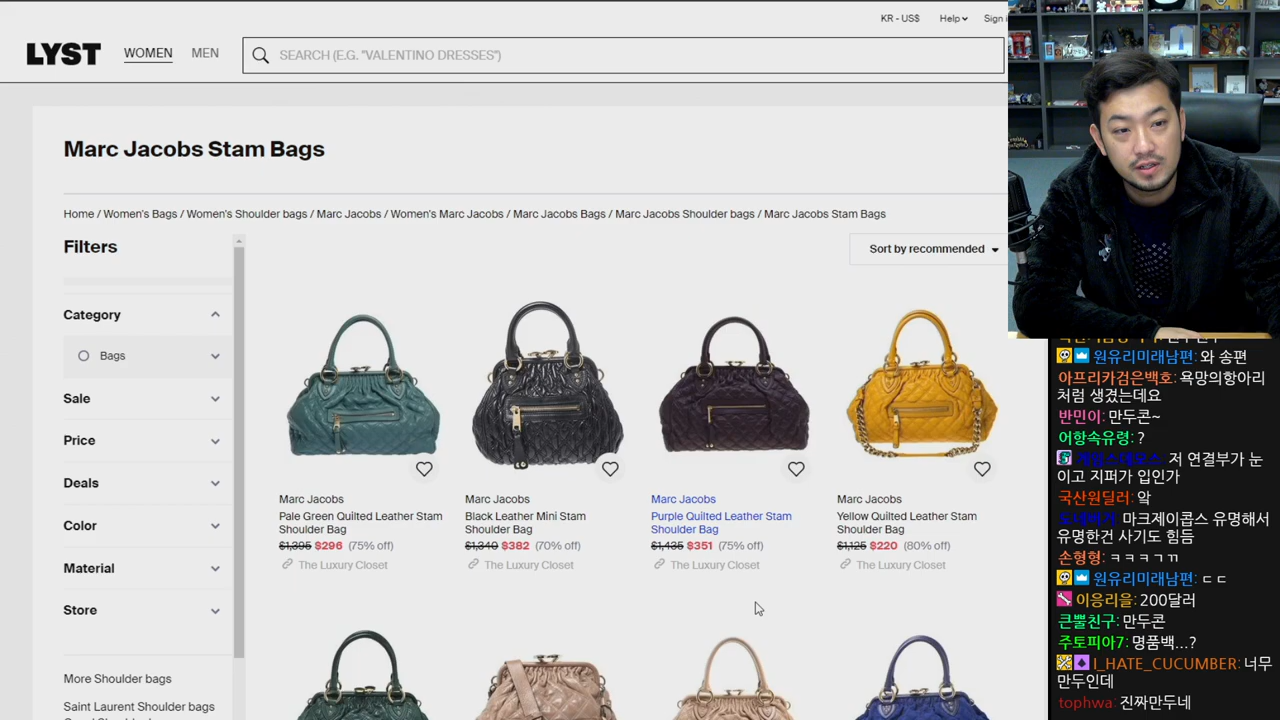 KR - US$
Help
Sign i
LYST
WOMEN
MEN
SEARCH (E.G. "VALENTINO DRESSES")
Marc Jacobs Stam Bags
Home / Women's Bags / Women's Shoulder bags / Marc Jacobs / Women's Marc Jacobs / Marc Jacobs Bags / Marc Jacobs Shoulder bags / Marc Jacobs Stam Bags
Filters
Sort by recommended
Category
Bags
Sale
Price
Deals
Color
Material
Store
More Shoulder bags
Saint Laurent Shoulder bags
Marc Jacobs
Pale Green Quilted Leather Stam
Shoulder Bag
$1,395 $296 (75% off)
The Luxury Closet
Marc Jacobs
Black Leather Mini Stam
Shoulder Bag
$1,340 $382 (70% off)
The Luxury Closet
Marc Jacobs
Purple Quilted Leather Stam
Shoulder Bag
$1,435 $351 (75% off)
The Luxury Closet
Marc Jacobs
Yellow Quilted Leather Stam
Shoulder Bag
$1,125 $220 (80% off)
The Luxury Closet
원유리미래남편: 와 송편
아프리카검은백호: 욕망의항아리
처럼 생겼는데요
반민이: 만두콘~
어항속유령: ?
저 연결부가 눈
이고 지퍼가 입인가
국산원딜러: 악
마크제이콥스 유명해서
유명한건 사기도 힘듬
손형형: ㅋㅋㅋㄱㄲ
원유리미래남편: ㄷㄷ
이응리을: 200달러
큰뿔친구: 만두콘
주토피아7: 명품백...?
I_HATE_CUCUMBER: 너무
만두인데
tophwa: 진짜만두네